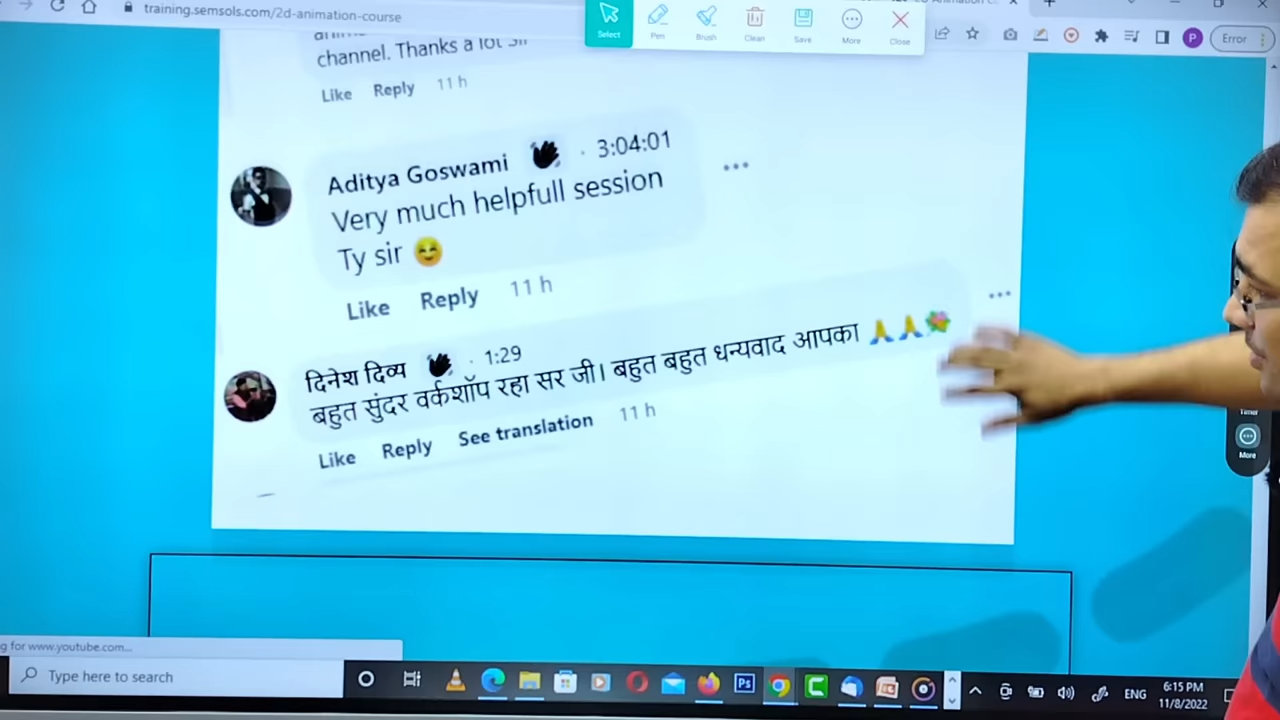 training.semsols.com/2d-animation-course
Select
Pen
Brush
Clean
Save
More
Close
P
Error
channel. Thanks a lot Sir
Like Reply 11 h
Aditya Goswami · 3:04:01
Very much helpfull session
Ty sir 😊
Like Reply 11 h
दिनेश दिव्य · 1:29
बहुत सुंदर वर्कशॉप रहा सर जी। बहुत बहुत धन्यवाद आपका 🙏🙏💐
Like Reply See translation 11 h
Timer
More
g for www.youtube.com...
Type here to search
Ps
ENG
6:15 PM
11/8/2022